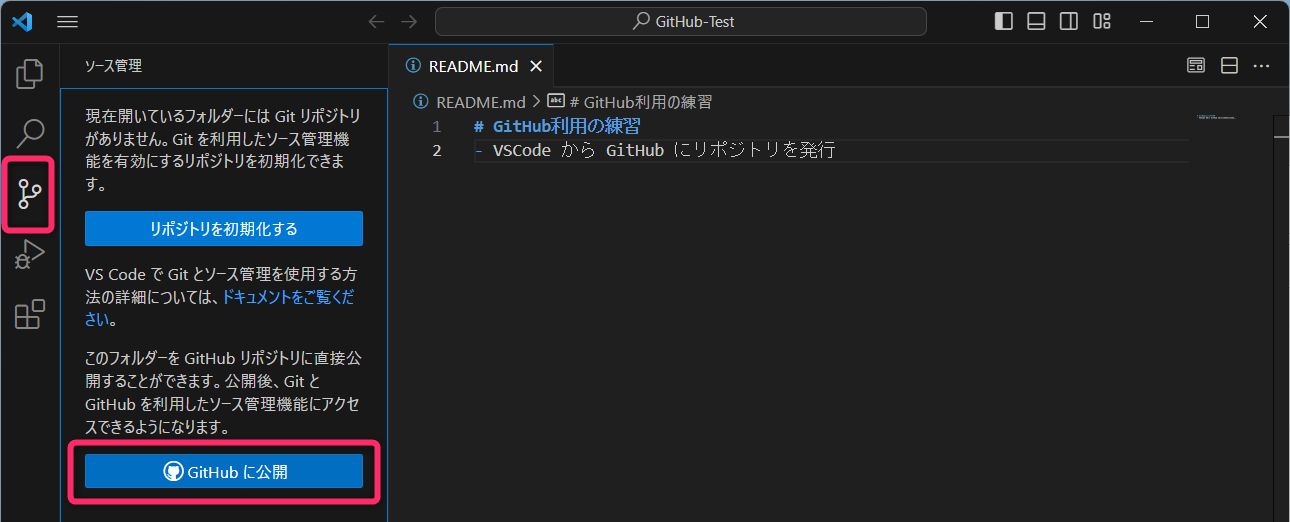 GitHub-Test
ソース管理
現在開いているフォルダーには Git リポジトリ
がありません。Git を利用したソース管理機
能を有効にするリポジトリを初期化できま
す。
リポジトリを初期化する
VS Code で Git とソース管理を使用する方
法の詳細については、ドキュメントをご覧くだ
さい。
このフォルダーを GitHub リポジトリに直接公
開することができます。公開後、Git と
GitHub を利用したソース管理機能にアクセ
スできるようになります。
GitHub に公開
README.md
README.md > # GitHub利用の練習
1 # GitHub利用の練習
2 - VSCode から GitHub にリポジトリを発行